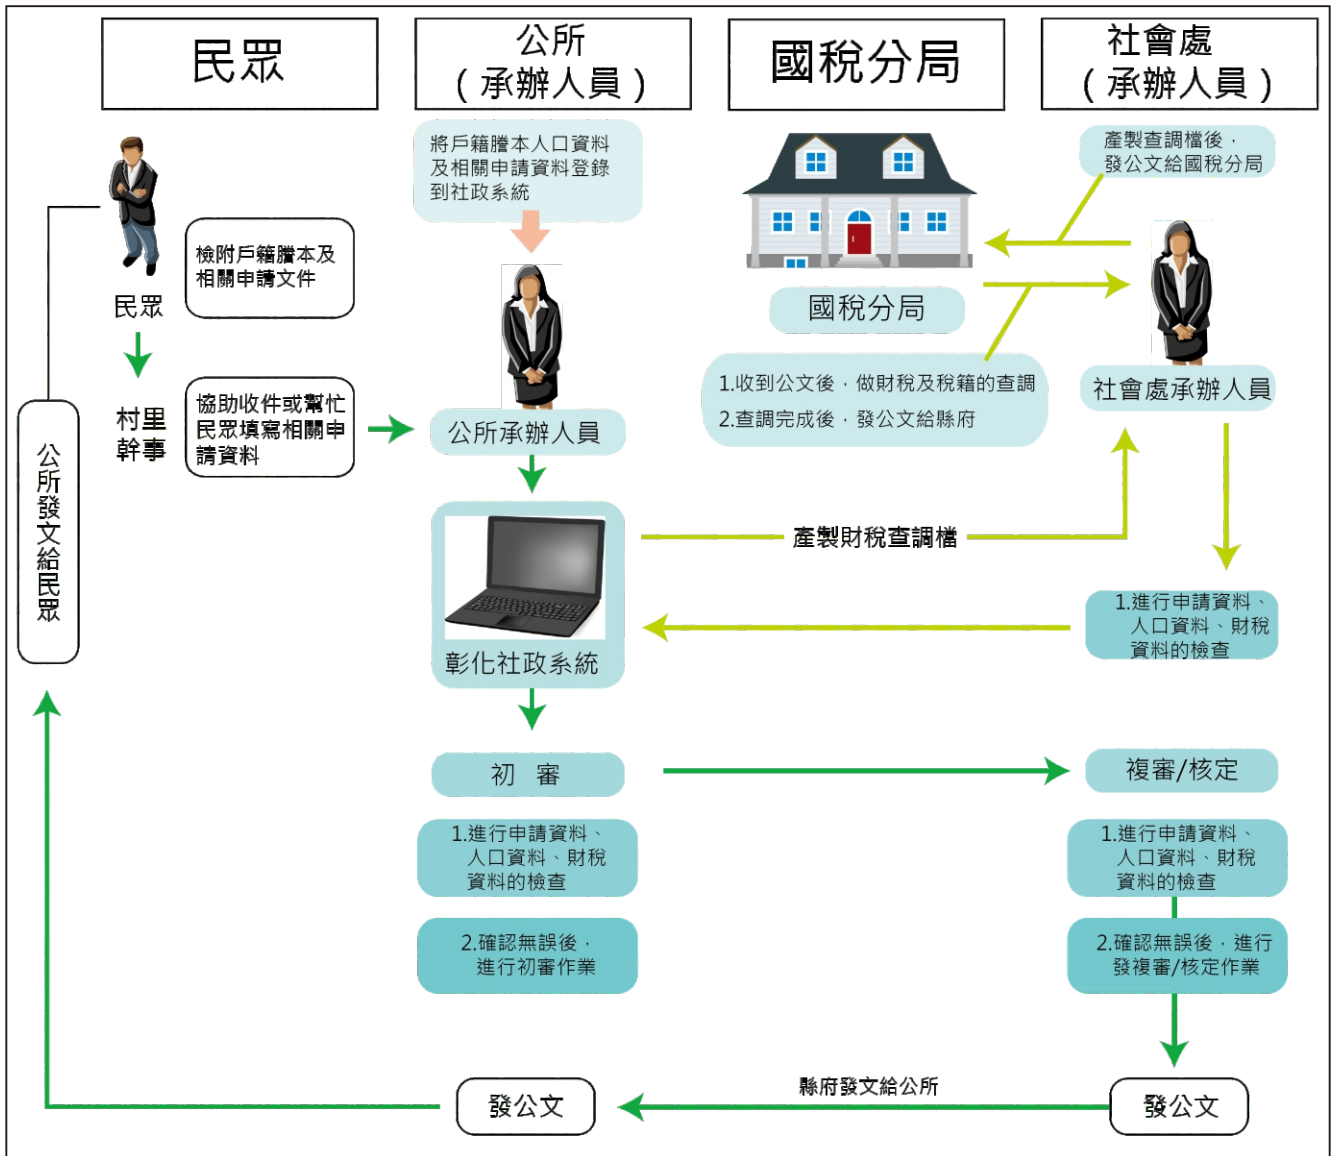 民眾
公所
（承辦人員）
國稅分局
社會處
（承辦人員）
將戶籍謄本人口資料
及相關申請資料登錄
到社政系統
產製查調檔後，
發公文給國稅分局
檢附戶籍謄本及
相關申請文件
民眾
國稅分局
1.收到公文後，做財稅及稅籍的查調
2.查調完成後，發公文給縣府
社會處承辦人員
村里
幹事
協助收件或幫忙
民眾填寫相關申
請資料
公所承辦人員
公所發文給民眾
產製財稅查調檔
彰化社政系統
1.進行申請資料、
人口資料、財稅
資料的檢查
初 審
複審/核定
1.進行申請資料、
人口資料、財稅
資料的檢查
1.進行申請資料、
人口資料、財稅
資料的檢查
2.確認無誤後，
進行初審作業
2.確認無誤後，進行
發複審/核定作業
縣府發文給公所
發公文
發公文